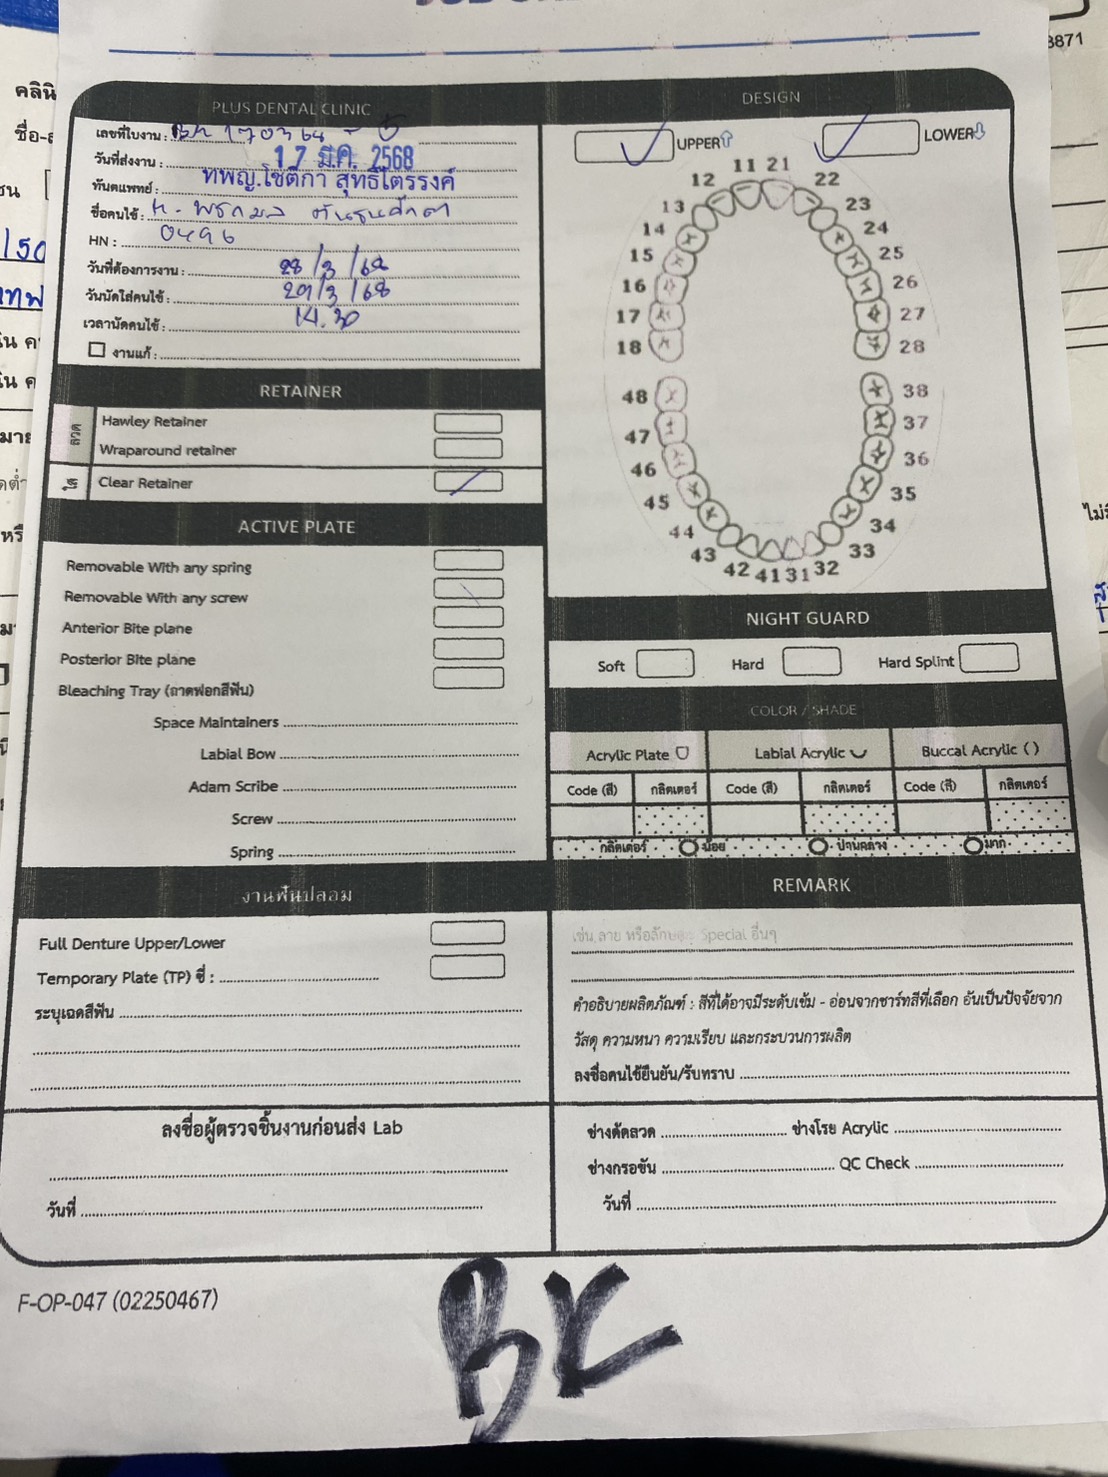 8871
คลินิ
ชื่อ-ส
PLUS DENTAL CLINIC
เลขที่ใบงาน :
วันที่ส่งงาน : 17 มี.ค. 2568
ทันตแพทย์ : ทพญ.โชติกา สุทธิไตรรงค์
ชื่อคนไข้ :
HN : 0496
วันที่ต้องการงาน : 28/3/68
วันนัดใส่คนไข้ : 29/3/68
เวลานัดคนไข้ : 14.30
งานแก้ :
RETAINER
ลวด
Hawley Retainer
Wraparound retainer
ใส
Clear Retainer
ACTIVE PLATE
Removable With any spring
Removable With any screw
Anterior Bite plane
Posterior Bite plane
Bleaching Tray (ถาดฟอกสีฟัน)
Space Maintainers
Labial Bow
Adam Scribe
Screw
Spring
งานฟันปลอม
Full Denture Upper/Lower
Temporary Plate (TP) ซี่ :
ระบุเฉดสีฟัน
ลงชื่อผู้ตรวจชิ้นงานก่อนส่ง Lab
วันที่
DESIGN
UPPER
LOWER
11 21
12 22
13 23
14 24
15 25
16 26
17 27
18 28
48 38
47 37
46 36
45 35
44 34
43 33
42 41 31 32
NIGHT GUARD
Soft Hard Hard Splint
COLOR / SHADE
Acrylic Plate Labial Acrylic Buccal Acrylic ( )
Code (สี) กลิตเตอร์ Code (สี) กลิตเตอร์ Code (สี) กลิตเตอร์
กลิตเตอร์ น้อย ปานกลาง มาก
REMARK
เช่น ลาย หรือลักษณะ Special อื่นๆ
คำอธิบายผลิตภัณฑ์ : สีที่ได้อาจมีระดับเข้ม - อ่อนจากชาร์ทสีที่เลือก อันเป็นปัจจัยจาก
วัสดุ ความหนา ความเรียบ และกระบวนการผลิต
ลงชื่อคนไข้ยืนยัน/รับทราบ
ช่างดัดลวด ช่างโรย Acrylic
ช่างกรอขัน QC Check
วันที่
F-OP-047 (02250467)
BK